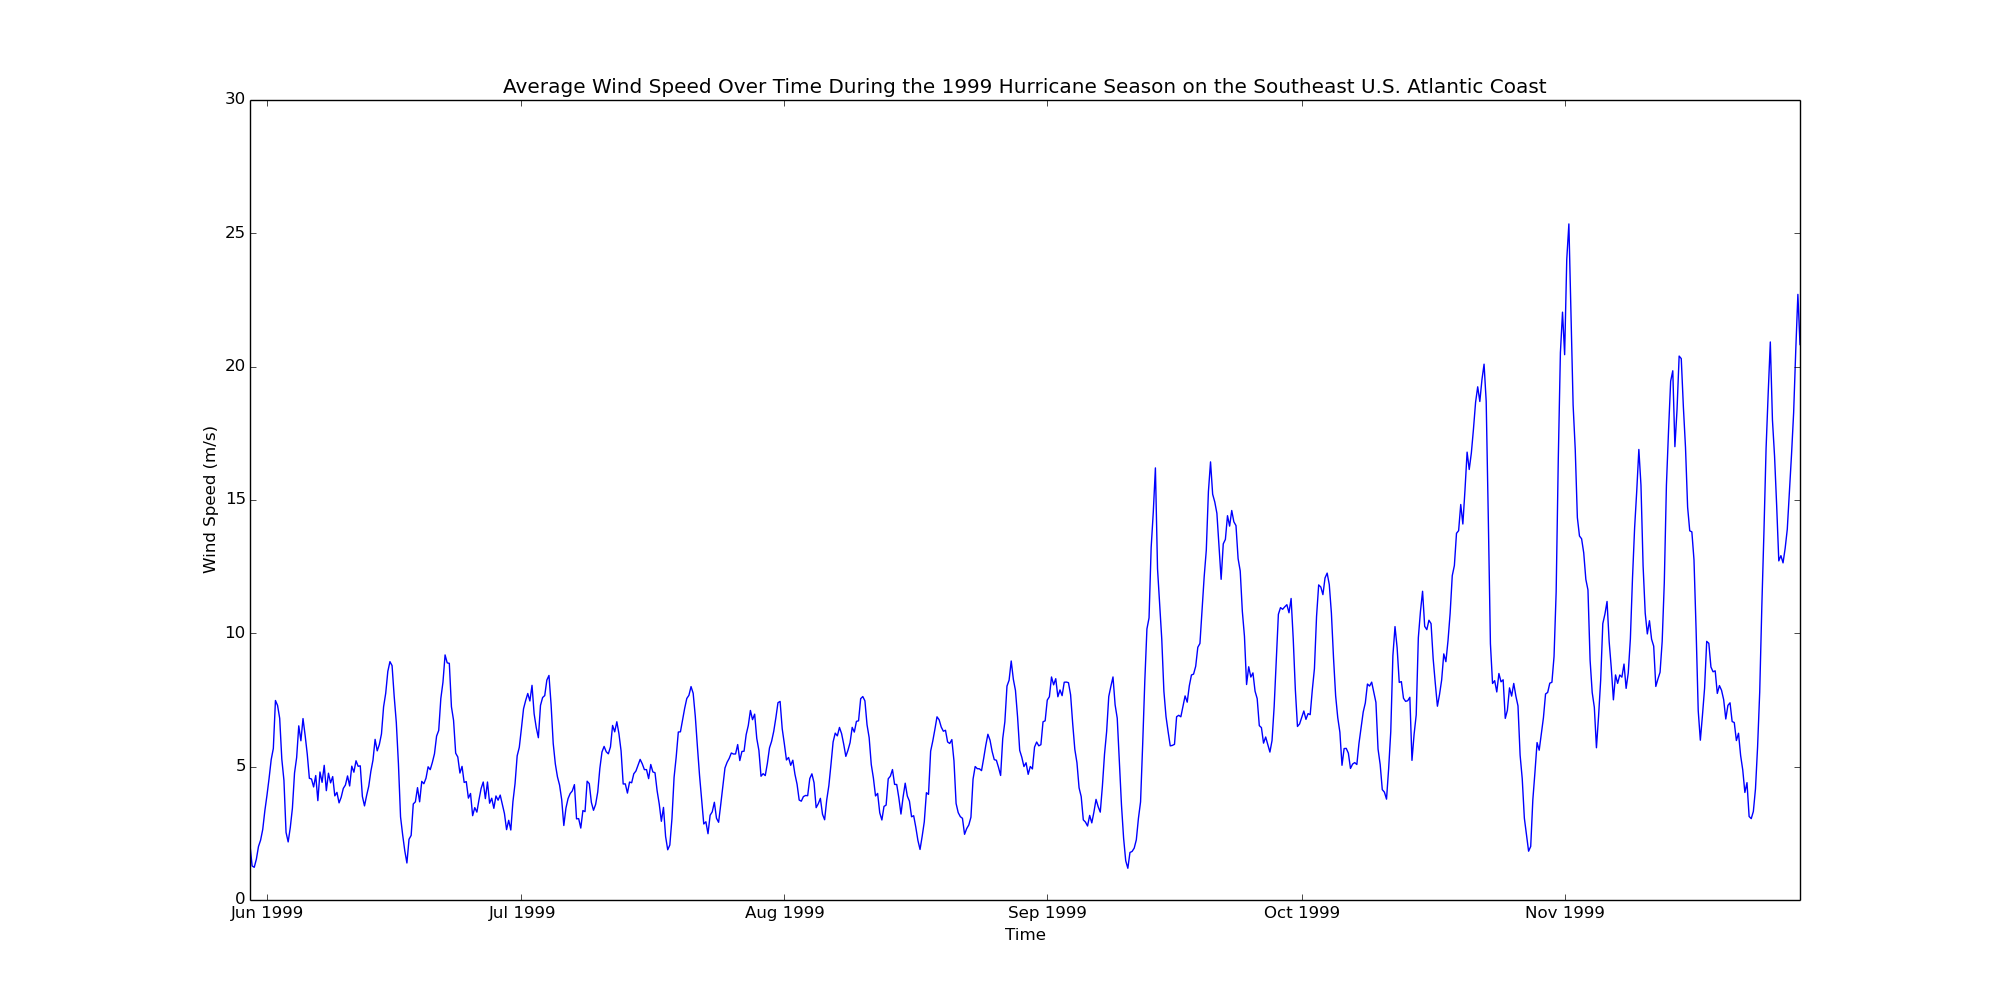 Average Wind Speed Over Time During the 1999 Hurricane Season on the Southeast U.S. Atlantic Coast
30
25
20
15
10
5
0
Wind Speed (m/s)
Jun 1999 Jul 1999 Aug 1999 Sep 1999 Oct 1999 Nov 1999
Time